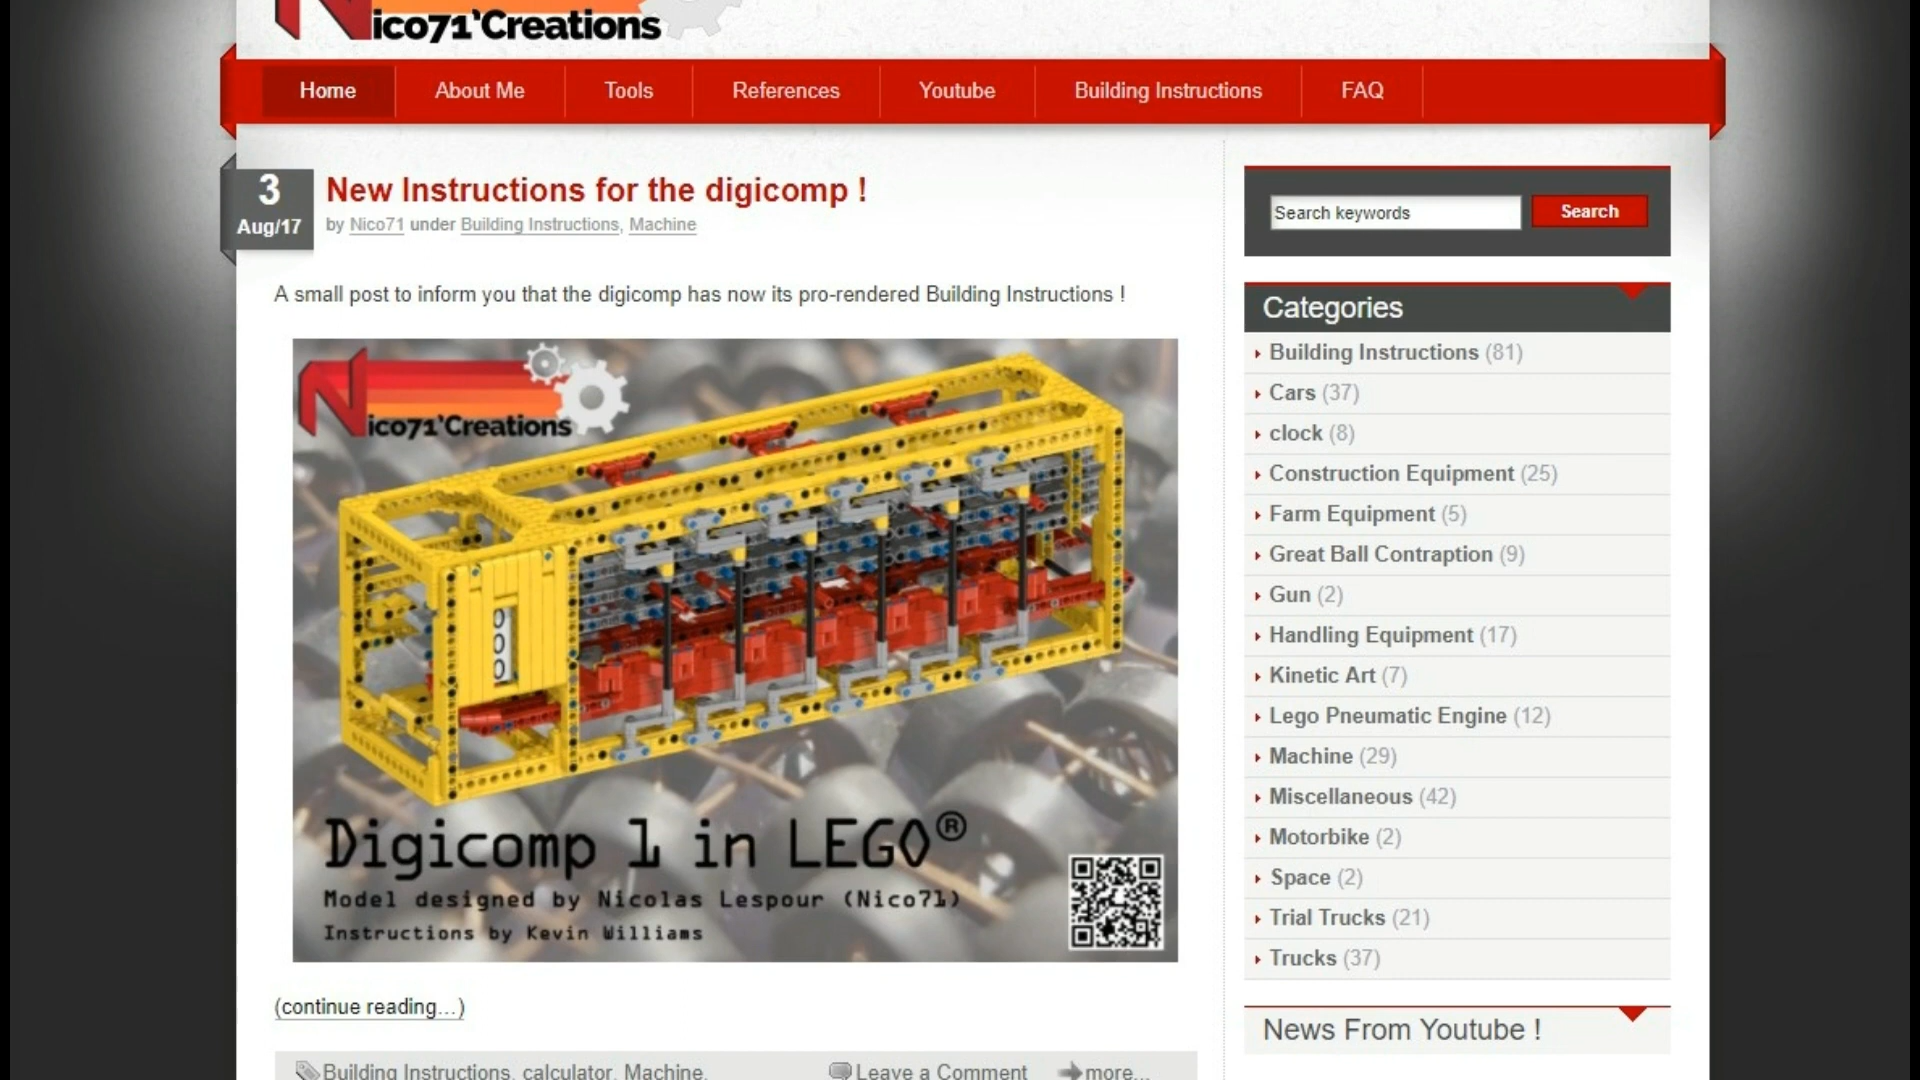 Nico71'Creations
Home
About Me
Tools
References
Youtube
Building Instructions
FAQ
3
Aug/17
New Instructions for the digicomp !
by Nico71 under Building Instructions, Machine
A small post to inform you that the digicomp has now its pro-rendered Building Instructions !
Nico71'Creations
Digicomp 1 in LEGO®
Model designed by Nicolas Lespour (Nico71)
Instructions by Kevin Williams
(continue reading...)
Building Instructions, calculator, Machine,
Leave a Comment
more...
Search keywords
Search
Categories
Building Instructions (81)
Cars (37)
clock (8)
Construction Equipment (25)
Farm Equipment (5)
Great Ball Contraption (9)
Gun (2)
Handling Equipment (17)
Kinetic Art (7)
Lego Pneumatic Engine (12)
Machine (29)
Miscellaneous (42)
Motorbike (2)
Space (2)
Trial Trucks (21)
Trucks (37)
News From Youtube !